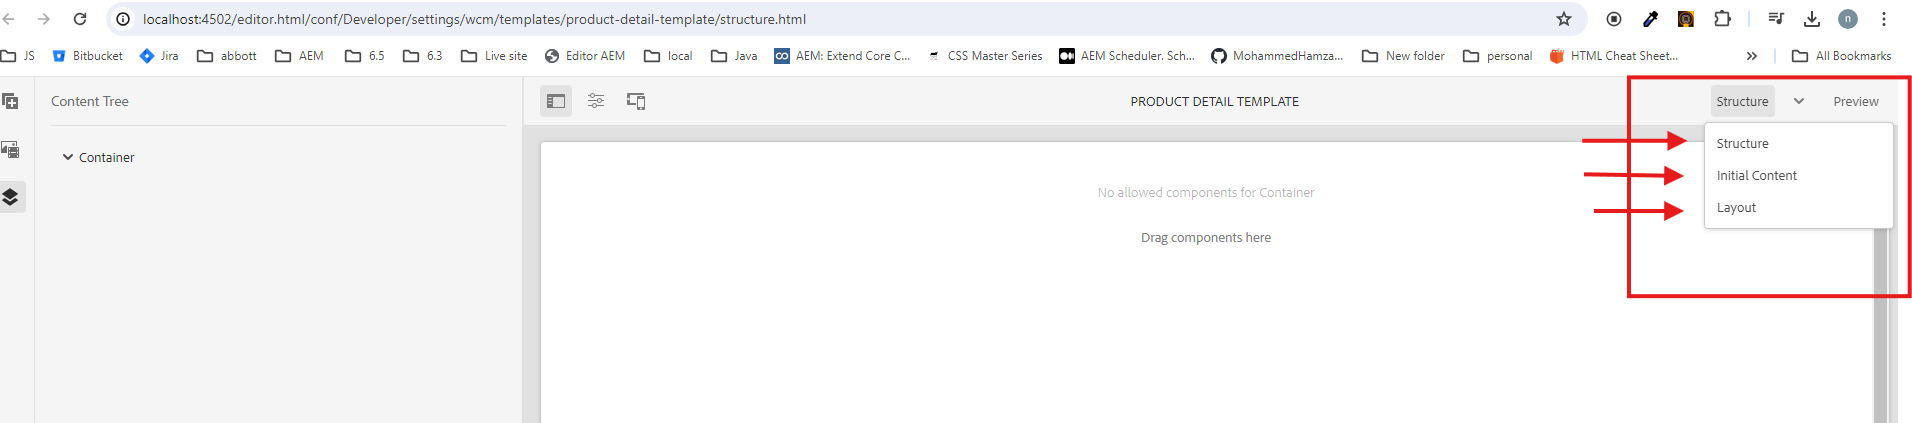 localhost:4502/editor.html/conf/Developer/settings/wcm/templates/product-detail-template/structure.html
n
JS Bitbucket Jira abbott AEM 6.5 6.3 Live site Editor AEM local Java AEM: Extend Core C... CSS Master Series AEM Scheduler. Sch... MohammedHamza... New folder personal HTML Cheat Sheet... » All Bookmarks
Content Tree
PRODUCT DETAIL TEMPLATE
Structure Preview
Container
Structure
Initial Content
Layout
No allowed components for Container
Drag components here